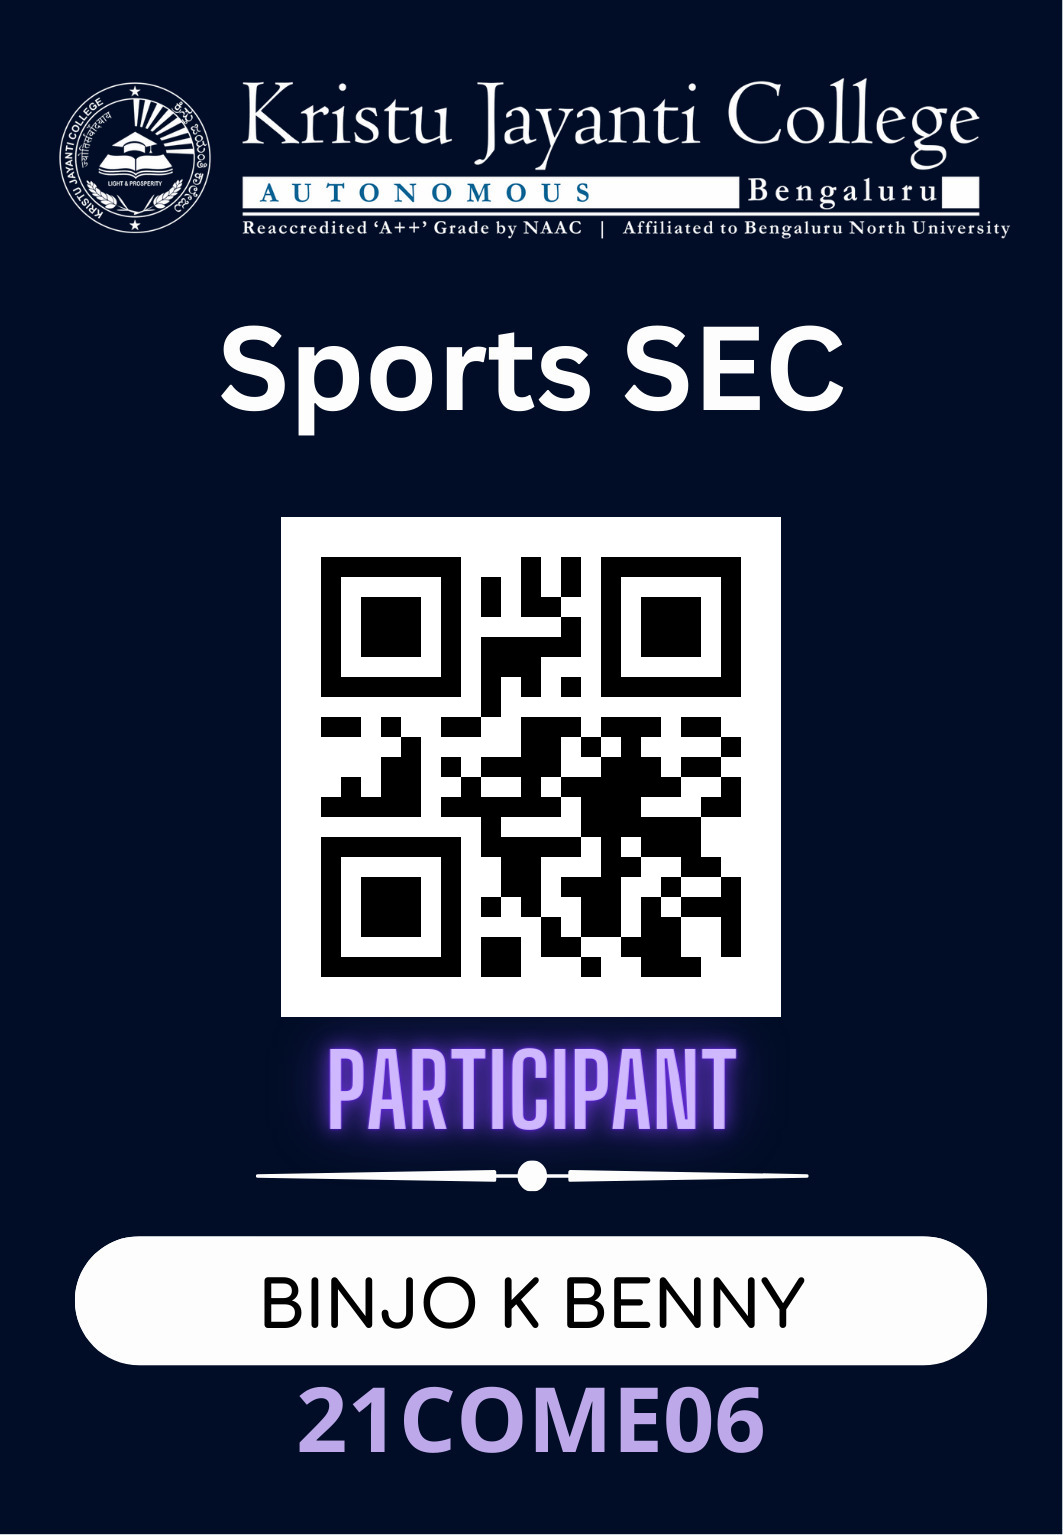 KRISTU JAYANTI COLLEGE
LIGHT & PROSPERITY
Kristu Jayanti College
AUTONOMOUS Bengaluru
Reaccredited ‘A++’ Grade by NAAC | Affiliated to Bengaluru North University
Sports SEC
PARTICIPANT
BINJO K BENNY
21COME06